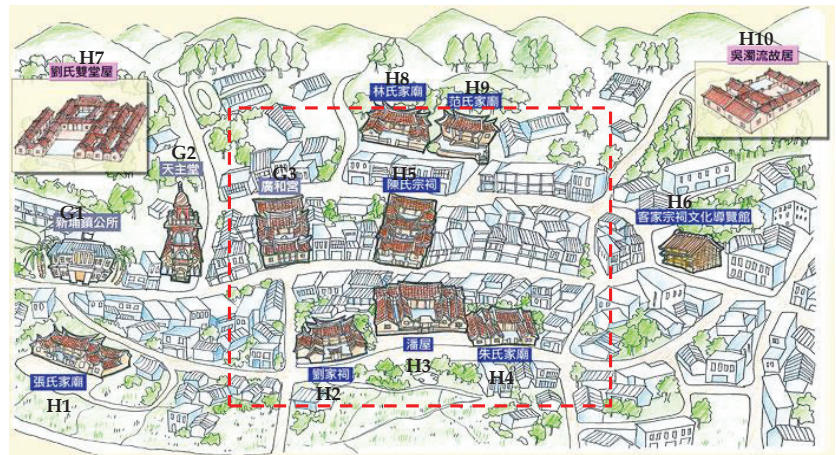 H7
劉氏雙堂屋
H10
吳濁流故居
H8
林氏家廟
H9
范氏家廟
G2
天主堂
G3
廣和宮
H5
陳氏宗祠
G1
新埔鎮公所
H6
客家宗祠文化導覽館
張氏家廟
H1
劉家祠
H2
潘屋
H3
朱氏家廟
H4